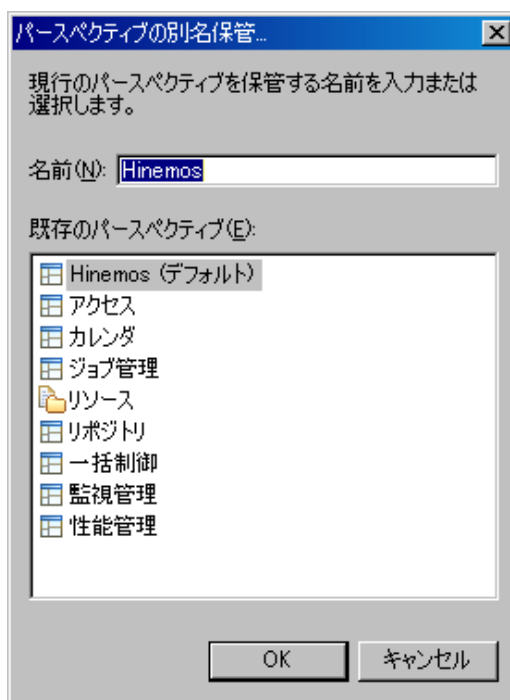 パースペクティブの別名保管...
現行のパースペクティブを保管する名前を入力または
選択します。
名前(N): Hinemos
既存のパースペクティブ(E):
Hinemos (デフォルト)
アクセス
カレンダ
ジョブ管理
リソース
リポジトリ
一括制御
監視管理
性能管理
OK キャンセル